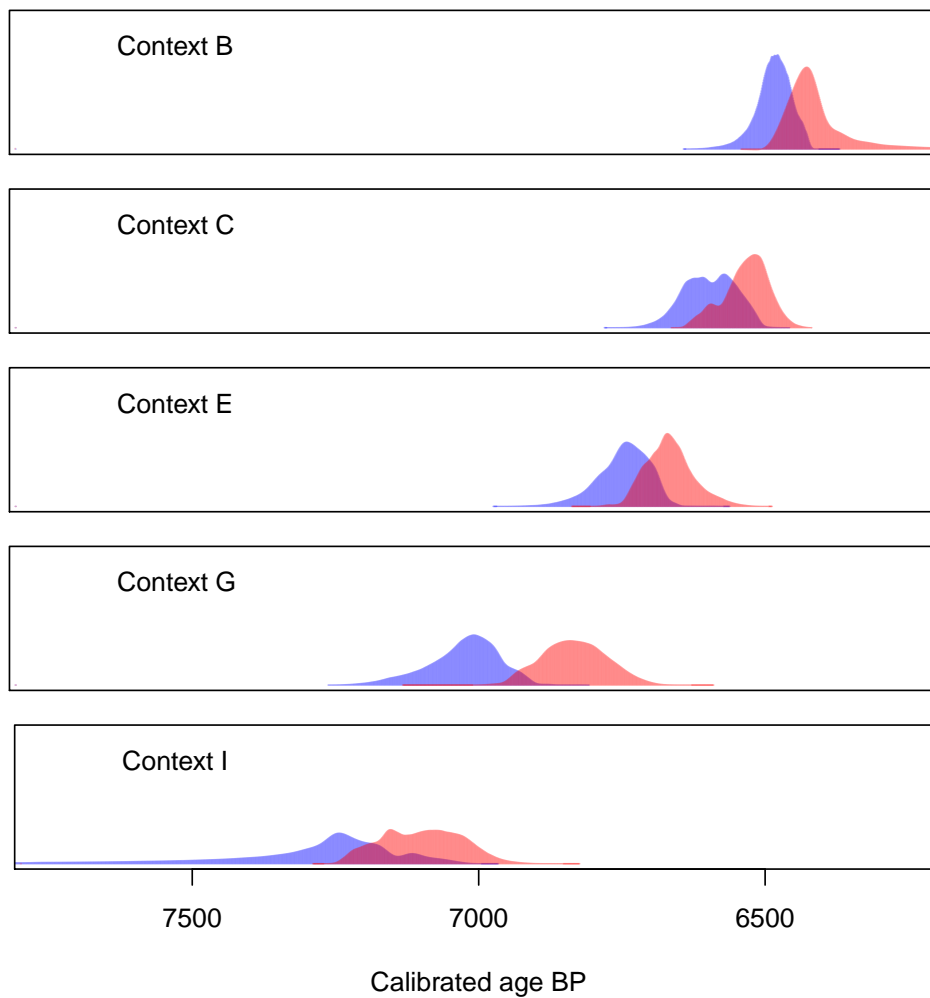 Context B
Context C
Context E
Context G
Context I
7500 7000 6500
Calibrated age BP